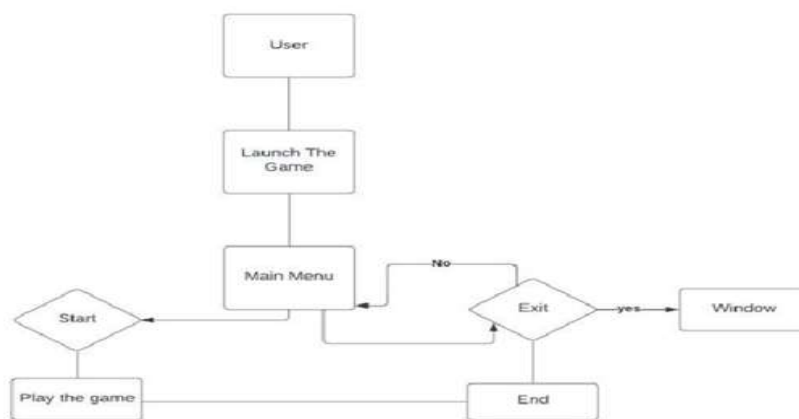 User
Launch The
Game
Main Menu
No
Start
Exit
yes
Window
Play the game
End